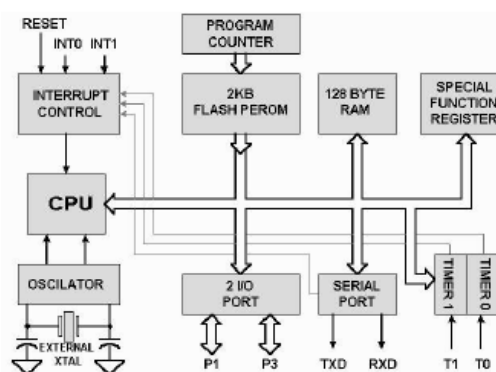 RESET
INT0 INT1
PROGRAM
COUNTER
INTERRUPT
CONTROL
2KB
FLASH PEROM
128 BYTE
RAM
SPECIAL
FUNCTION
REGISTER
CPU
OSCILATOR
2 I/O
PORT
SERIAL
PORT
TIMER 1
TIMER 0
EXTERNAL
XTAL
P1 P3 TXD RXD T1 T0